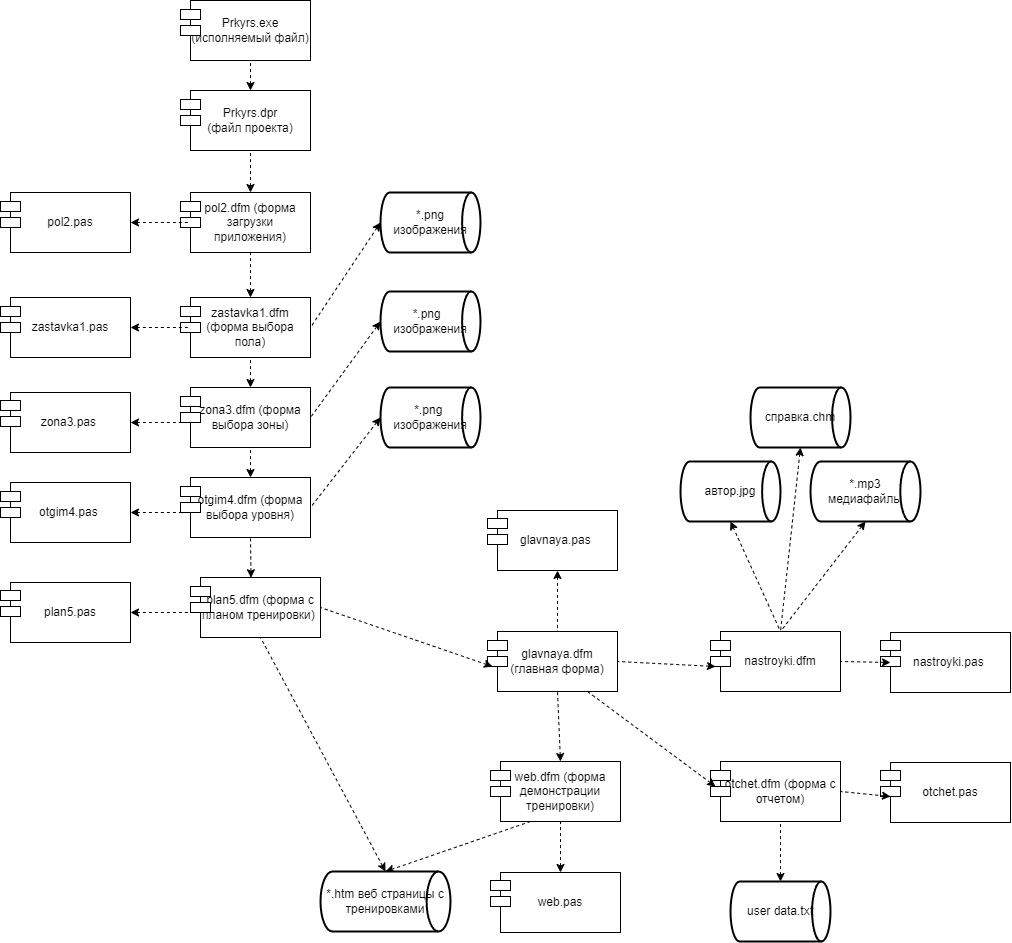 Prkyrs.exe
(исполняемый файл)
Prkyrs.dpr
(файл проекта)
pol2.pas
pol2.dfm (форма
загрузки
приложения)
*.png
изображения
zastavka1.pas
zastavka1.dfm
(форма выбора
пола)
*.png
изображения
zona3.pas
zona3.dfm (форма
выбора зоны)
*.png
изображения
otgim4.pas
otgim4.dfm (форма
выбора уровня)
справка.chm
автор.jpg
*.mp3
медиафайль
glavnaya.pas
plan5.pas
plan5.dfm (форма с
планом тренировки)
glavnaya.dfm
(главная форма)
nastroyki.dfm
nastroyki.pas
web.dfm (форма
демонстрации
тренировки)
otchet.dfm (форма с
отчетом)
otchet.pas
*.htm веб страницы с
тренировками
web.pas
user data.txt